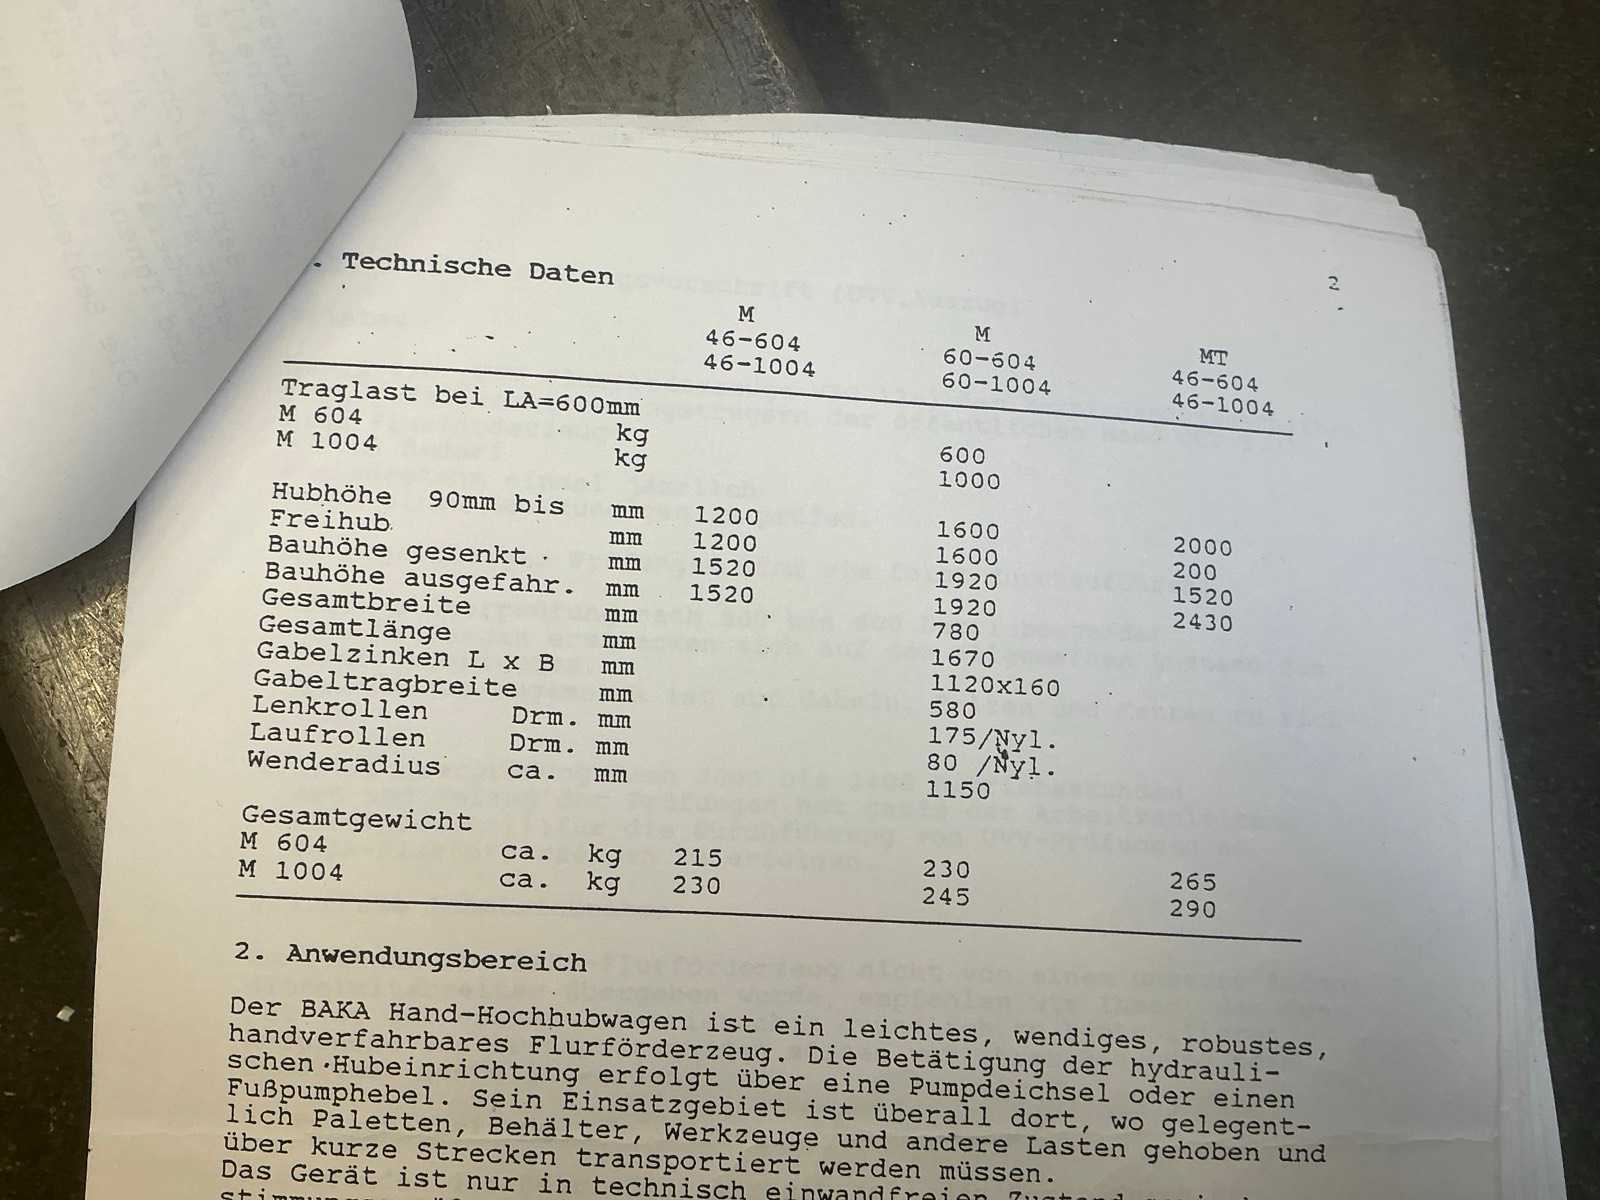 . Technische Daten
2
M M MT
46-604 60-604 46-604
46-1004 60-1004 46-1004
Traglast bei LA=600mm
M 604 kg 600
M 1004 kg 1000
Hubhöhe 90mm bis mm 1200 1600 2000
Freihub mm 1200 1600 200
Bauhöhe gesenkt mm 1520 1920 1520
Bauhöhe ausgefahr. mm 1520 1920 2430
Gesamtbreite mm 780
Gesamtlänge mm 1670
Gabelzinken L x B mm 1120x160
Gabeltragbreite mm 580
Lenkrollen Drm. mm 175/Nyl.
Laufrollen Drm. mm 80 /Nyl.
Wenderadius ca. mm 1150
Gesamtgewicht
M 604 ca. kg 215 230 265
M 1004 ca. kg 230 245 290
2. Anwendungsbereich
Der BAKA Hand-Hochhubwagen ist ein leichtes, wendiges, robustes,
handverfahrbares Flurförderzeug. Die Betätigung der hydrauli-
schen Hubeinrichtung erfolgt über eine Pumpdeichsel oder einen
Fußpumphebel. Sein Einsatzgebiet ist überall dort, wo gelegent-
lich Paletten, Behälter, Werkzeuge und andere Lasten gehoben und
über kurze Strecken transportiert werden müssen.
Das Gerät ist nur in technisch einwandfreien Zustand